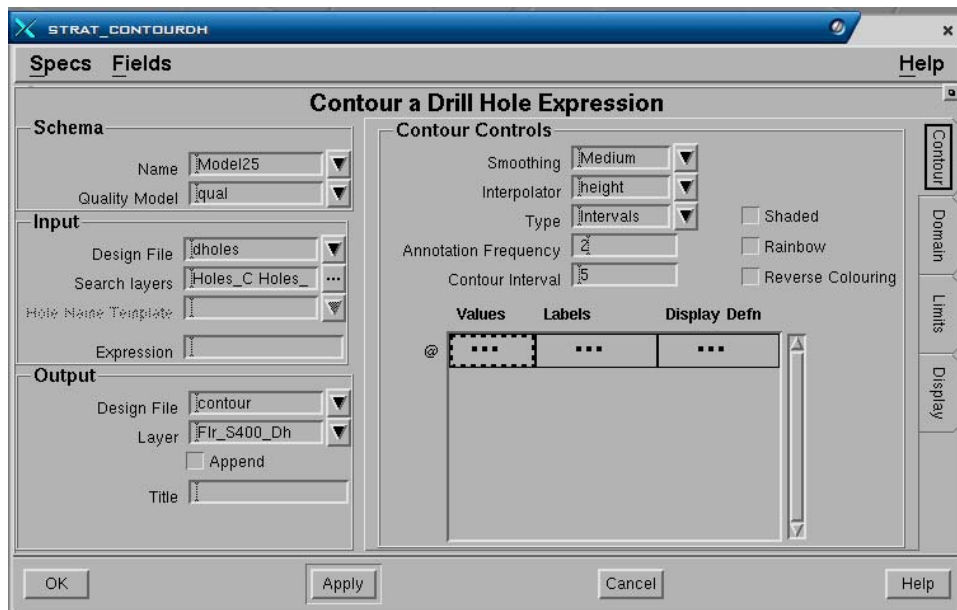 STRAT_CONTOURDH
Specs Fields Help
Contour a Drill Hole Expression
Schema
Name Model25
Quality Model qual
Input
Design File dholes
Search layers Holes_C Holes_ ...
Hole Name Template
Expression
Output
Design File contour
Layer Flr_S400_Dh
Append
Title
Contour Controls
Smoothing Medium
Interpolator height
Type Intervals Shaded
Annotation Frequency 2 Rainbow
Contour Interval 5 Reverse Colouring
Values Labels Display Defn
@ ... ... ...
Contour
Domain
Limits
Display
OK Apply Cancel Help